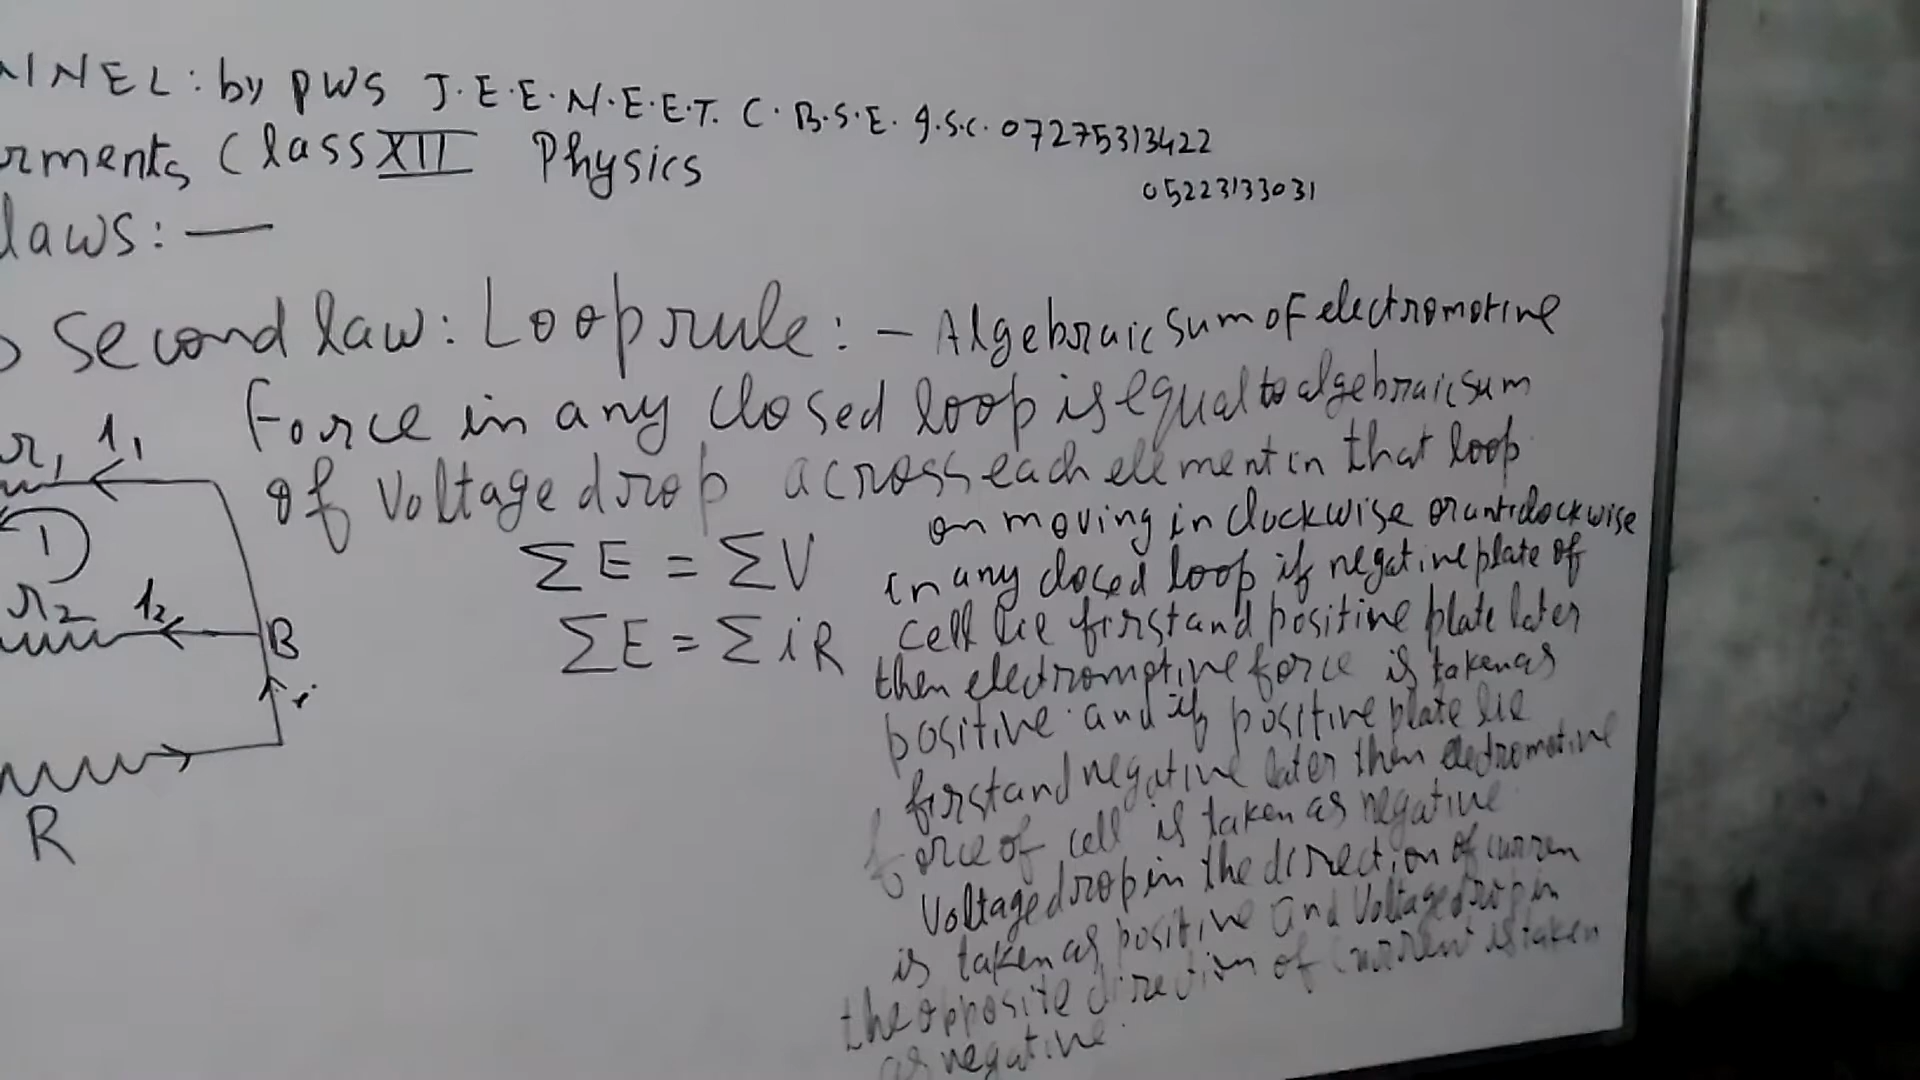 NNEL: by PWS J.E.E. N.E.E.T. C.B.S.E. I.S.C. 07275313422
05223133031
rments Class XII Physics
laws: —
Second law: Loop rule: - Algebraic sum of electromotive
Force in any closed loop is equal to algebraic sum
of Voltage drop across each element in that loop
on moving in clockwise or anticlockwise
in any closed loop if negative plate of
cell lie first and positive plate later
then electromotive force is taken as
positive and if positive plate lie
first and negative later then electromotive
force of cell is taken as negative
Voltage drop in the direction of curren
is taken as positive and Voltage drop in
the opposite direction of current is taken
as negative.
ΣE = ΣV
ΣE = ΣiR
r1 i1
1
r2 i2
B
i
R